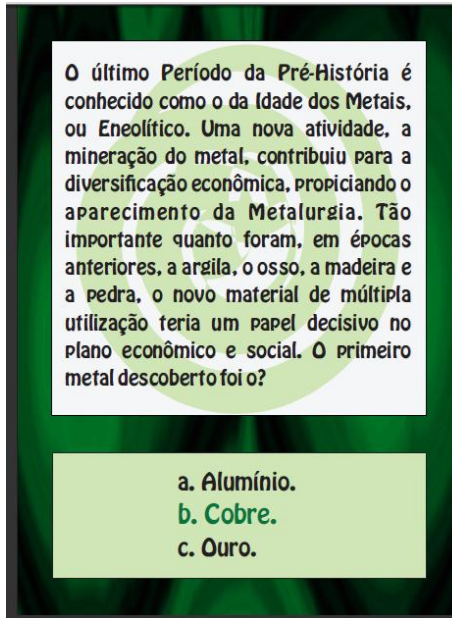 O último Período da Pré-História é
conhecido como o da Idade dos Metais,
ou Eneolítico. Uma nova atividade, a
mineração do metal, contribuiu para a
diversificação econômica, propiciando o
aparecimento da Metalurgia. Tão
importante quanto foram, em épocas
anteriores, a argila, o osso, a madeira e
a pedra, o novo material de múltipla
utilização teria um papel decisivo no
plano econômico e social. O primeiro
metal descoberto foi o?
a. Alumínio.
b. Cobre.
c. Ouro.